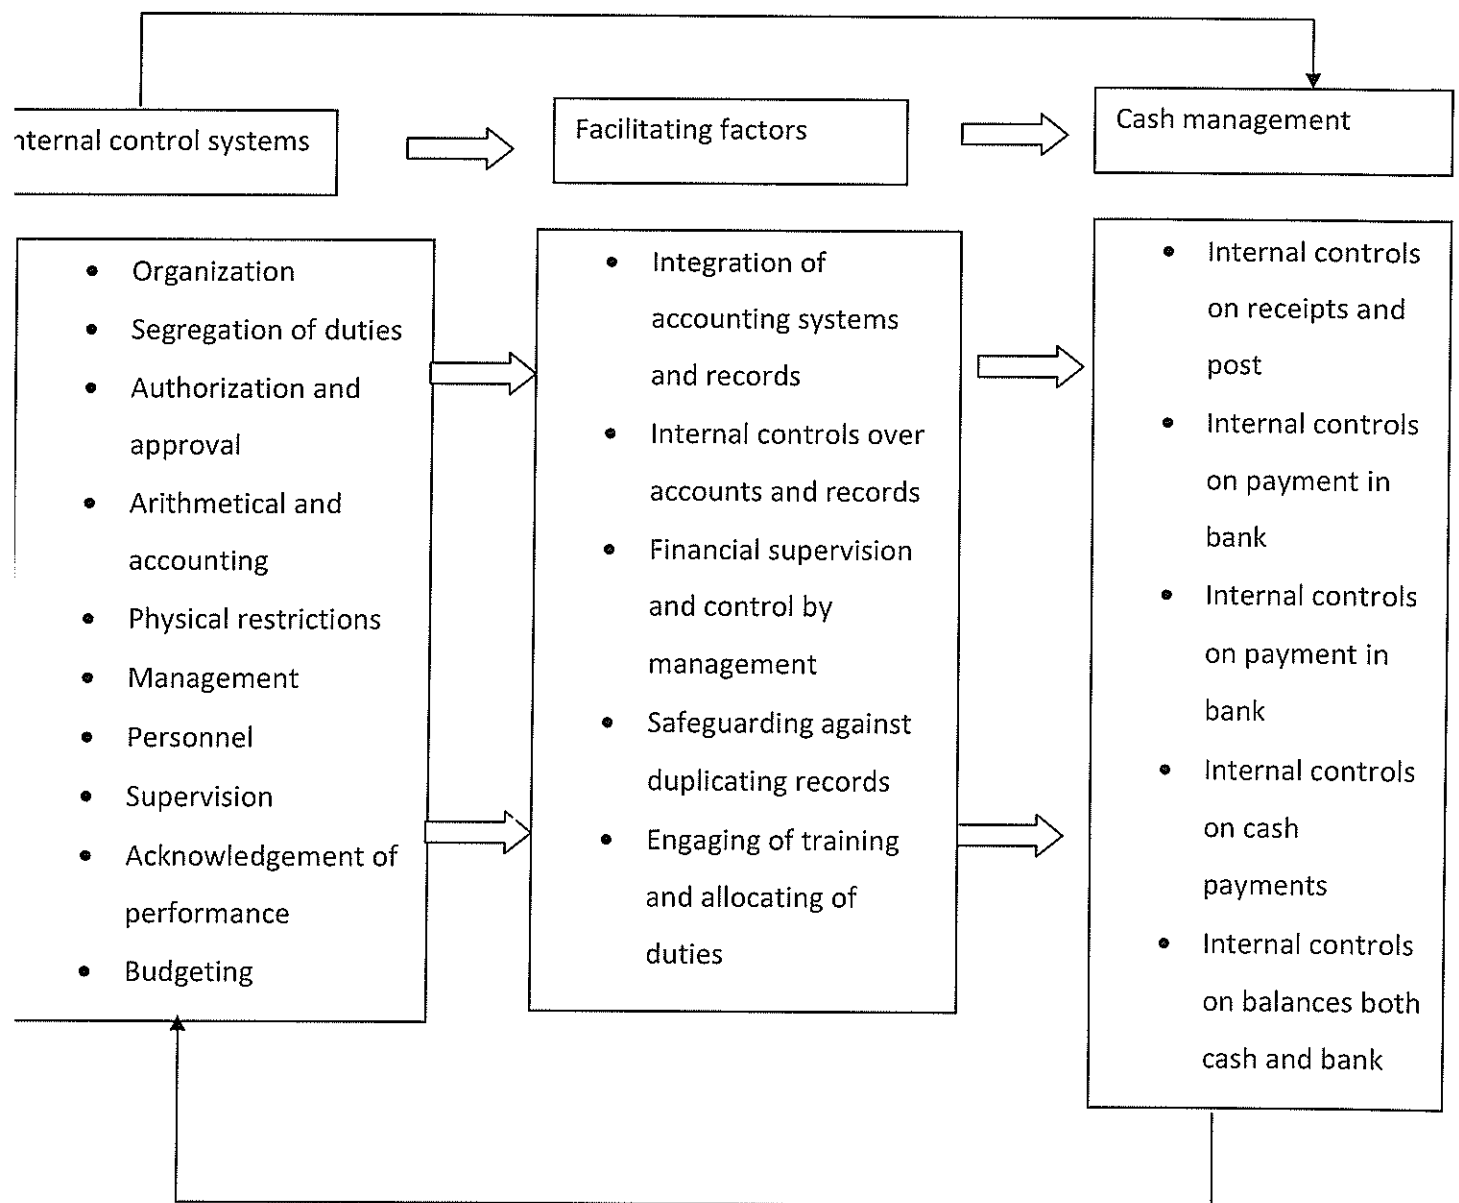 nternal control systems
Facilitating factors
Cash management
• Organization
• Segregation of duties
• Authorization and
approval
• Arithmetical and
accounting
• Physical restrictions
• Management
• Personnel
• Supervision
• Acknowledgement of
performance
• Budgeting
• Integration of
accounting systems
and records
• Internal controls over
accounts and records
• Financial supervision
and control by
management
• Safeguarding against
duplicating records
• Engaging of training
and allocating of
duties
• Internal controls
on receipts and
post
• Internal controls
on payment in
bank
• Internal controls
on payment in
bank
• Internal controls
on cash
payments
• Internal controls
on balances both
cash and bank